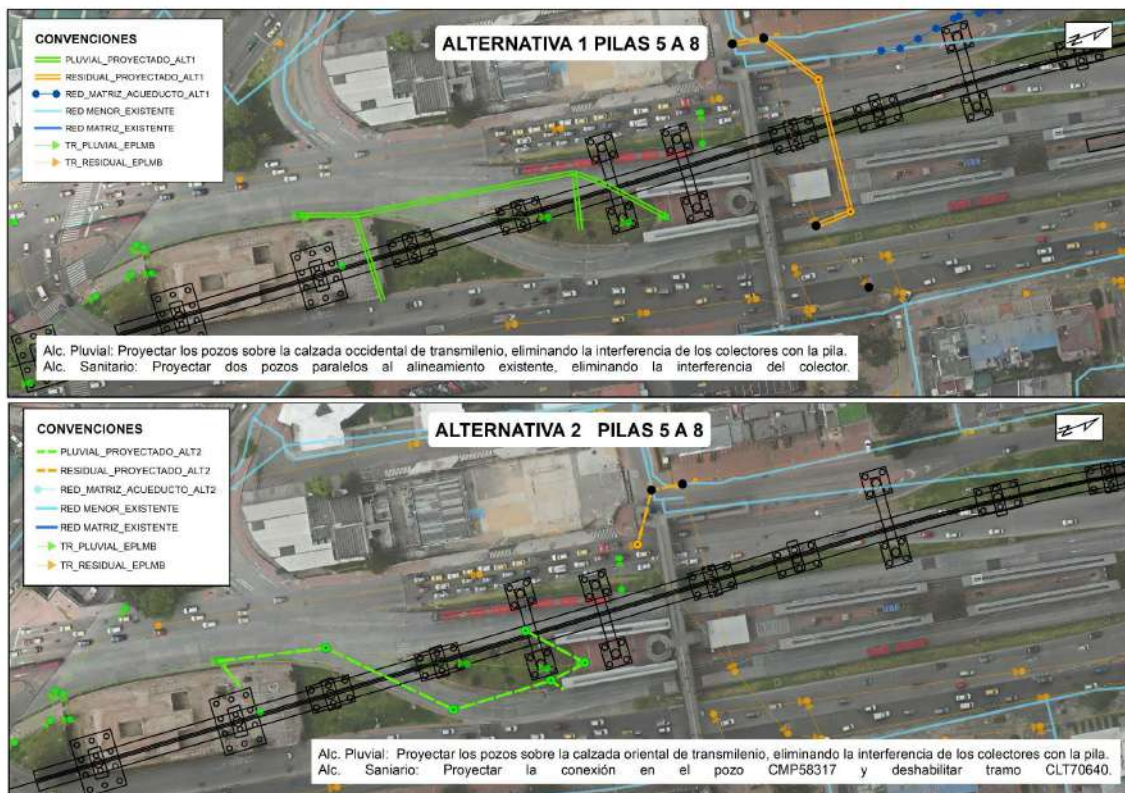 ALTERNATIVA 1 PILAS 5 A 8
CONVENCIONES
PLUVIAL_PROYECTADO_ALT1
RESIDUAL_PROYECTADO_ALT1
RED_MATRIZ_ACUEDUCTO_ALT1
RED MENOR_EXISTENTE
RED MATRIZ_EXISTENTE
TR_PLUVIAL_EPLMB
TR_RESIDUAL_EPLMB
Alc. Pluvial: Proyectar los pozos sobre la calzada occidental de transmilenio, eliminando la interferencia de los colectores con la pila.
Alc. Sanitario: Proyectar dos pozos paralelos al alineamiento existente, eliminando la interferencia del colector.
ALTERNATIVA 2 PILAS 5 A 8
CONVENCIONES
PLUVIAL_PROYECTADO_ALT2
RESIDUAL_PROYECTADO_ALT2
RED_MATRIZ_ACUEDUCTO_ALT2
RED MENOR_EXISTENTE
RED MATRIZ_EXISTENTE
TR_PLUVIAL_EPLMB
TR_RESIDUAL_EPLMB
Alc. Pluvial: Proyectar los pozos sobre la calzada oriental de transmilenio, eliminando la interferencia de los colectores con la pila.
Alc. Saniario: Proyectar la conexión en el pozo CMP58317 y deshabilitar tramo CLT70640.